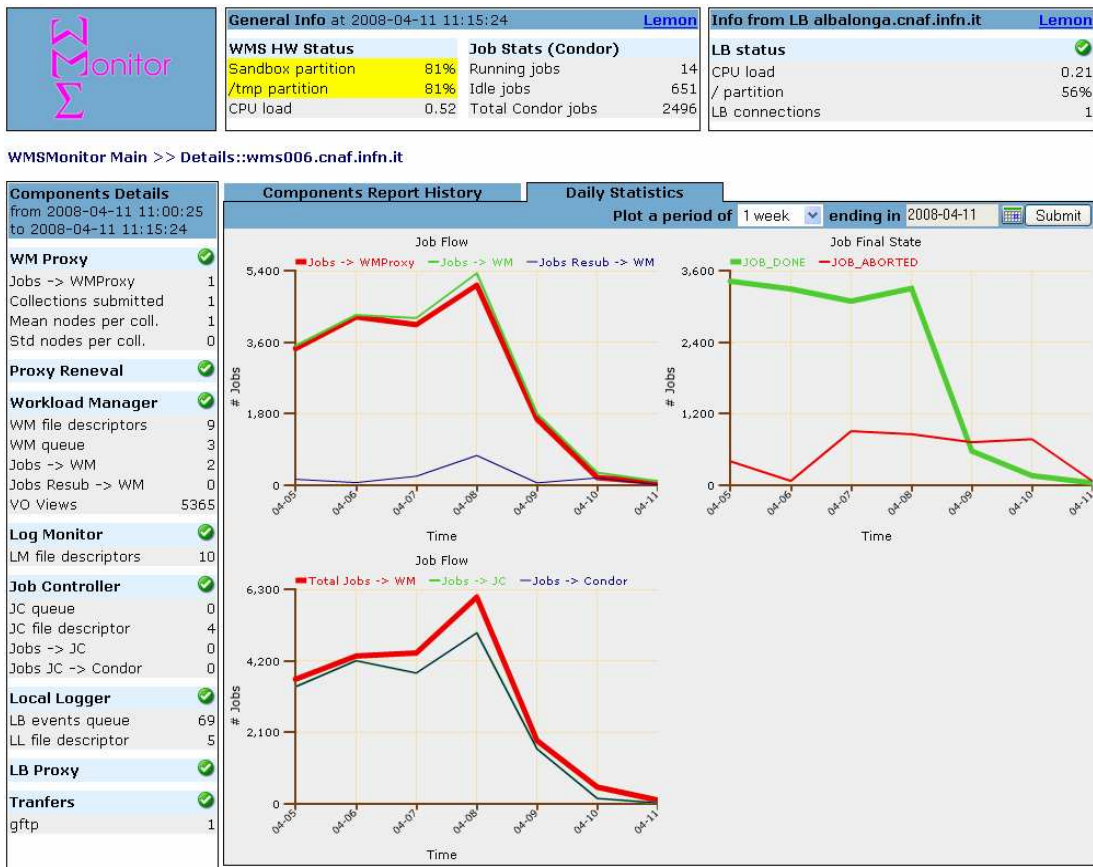 WMS
Monitor
General Info at 2008-04-11 11:15:24 Lemon
WMS HW Status Job Stats (Condor)
Sandbox partition 81% Running jobs 14
/tmp partition 81% Idle jobs 651
CPU load 0.52 Total Condor jobs 2496
Info from LB albalonga.cnaf.infn.it Lemon
LB status
CPU load 0.21
/ partition 56%
LB connections 1
WMSMonitor Main >> Details::wms006.cnaf.infn.it
Components Details
from 2008-04-11 11:00:25
to 2008-04-11 11:15:24
WM Proxy
Jobs -> WMProxy 1
Collections submitted 1
Mean nodes per coll. 1
Std nodes per coll. 0
Proxy Reneval
Workload Manager
WM file descriptors 9
WM queue 3
Jobs -> WM 2
Jobs Resub -> WM 0
VO Views 5365
Log Monitor
LM file descriptors 10
Job Controller
JC queue 0
JC file descriptor 4
Jobs -> JC 0
Jobs JC -> Condor 0
Local Logger
LB events queue 69
LL file descriptor 5
LB Proxy
Tranfers
gftp 1
Components Report History Daily Statistics
Plot a period of 1 week ending in 2008-04-11 Submit
Job Flow
Jobs -> WMProxy Jobs -> WM Jobs Resub -> WM
5,400
3,600
1,800
0
# Jobs
04-05 04-06 04-07 04-08 04-09 04-10 04-11
Time
Job Final State
JOB_DONE JOB_ABORTED
3,600
2,400
1,200
0
# Jobs
04-05 04-06 04-07 04-08 04-09 04-10 04-11
Time
Job Flow
Total Jobs -> WM Jobs -> JC Jobs -> Condor
6,300
4,200
2,100
0
# Jobs
04-05 04-06 04-07 04-08 04-09 04-10 04-11
Time